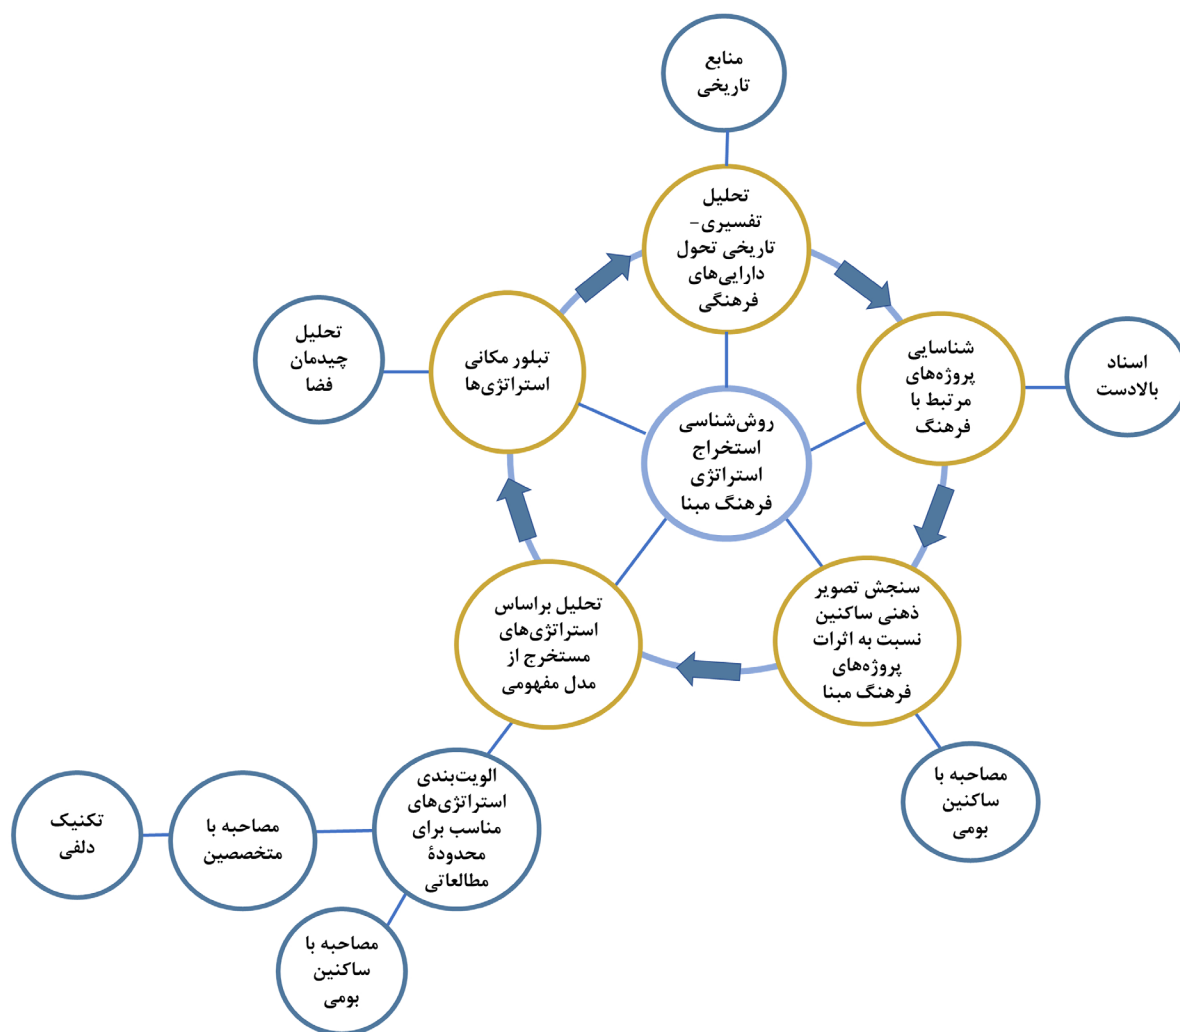 منابع
تاریخی
تحلیل
تفسیری-
تاریخی تحول
دارایی‌های
فرهنگی
شناسایی
پروژه‌های
مرتبط با
فرهنگ
اسناد
بالادست
سنجش تصویر
ذهنی ساکنین
نسبت به اثرات
پروژه‌های
فرهنگ مبنا
مصاحبه با
ساکنین
بومی
تحلیل براساس
استراتژی‌های
مستخرج از
مدل مفهومی
الویت‌بندی
استراتژی‌های
مناسب برای
محدودۀ
مطالعاتی
مصاحبه با
متخصصین
تکنیک
دلفی
مصاحبه با
ساکنین
بومی
تبلور مکانی
استراتژی‌ها
تحلیل
چیدمان
فضا
روش‌شناسی
استخراج
استراتژی
فرهنگ مبنا